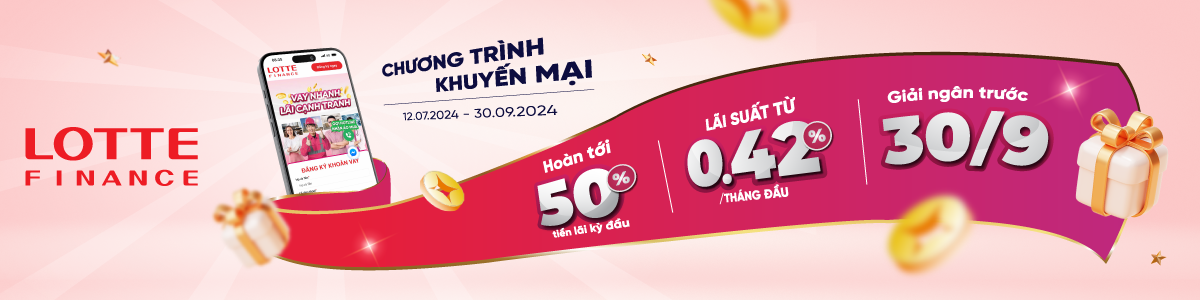 LOTTE
FINANCE
LOTTE
FINANCE
VAY NHANH
LÃI CẠNH TRANH
ĐĂNG KÝ KHOẢN VAY
CHƯƠNG TRÌNH
KHUYẾN MẠI
12.07.2024 - 30.09.2024
Hoàn tới
50%
tiền lãi kỳ đầu
LÃI SUẤT TỪ
0.42%
/THÁNG ĐẦU
Giải ngân trước
30/9